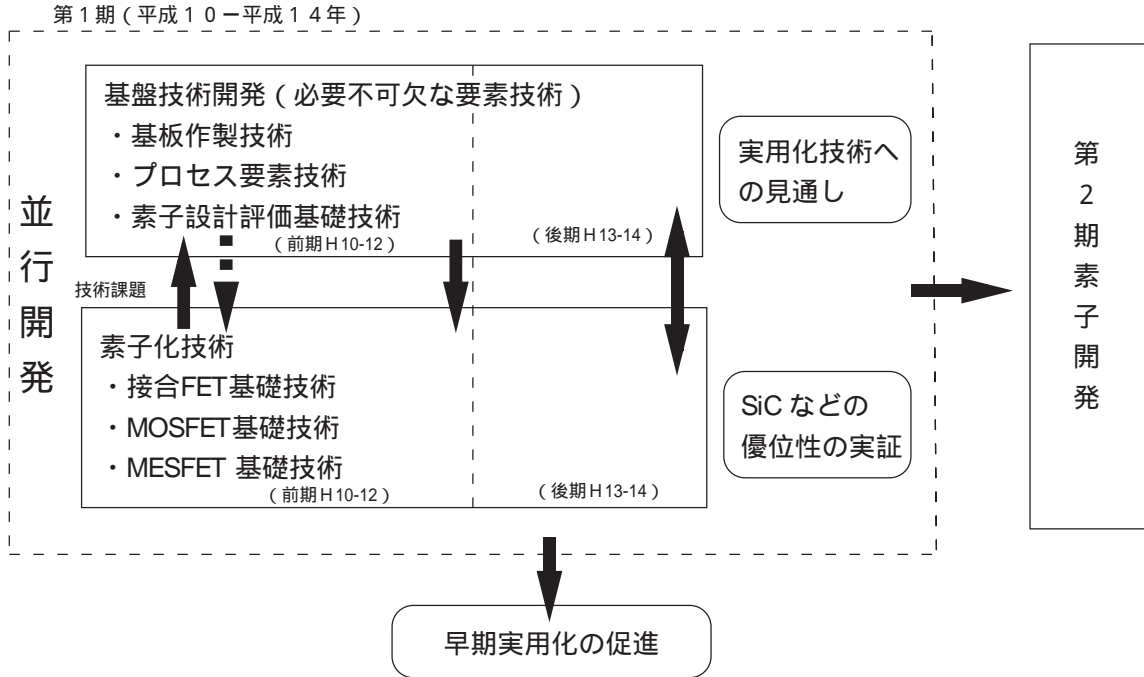 第1期(平成10ー平成14年)
並行開発
基盤技術開発(必要不可欠な要素技術)
・基板作製技術
・プロセス要素技術
・素子設計評価基礎技術
(前期H10-12)
(後期H13-14)
実用化技術へ
の見通し
技術課題
素子化技術
・接合FET基礎技術
・MOSFET基礎技術
・MESFET 基礎技術
(前期H10-12)
(後期H13-14)
SiC などの
優位性の実証
第2期素子開発
早期実用化の促進